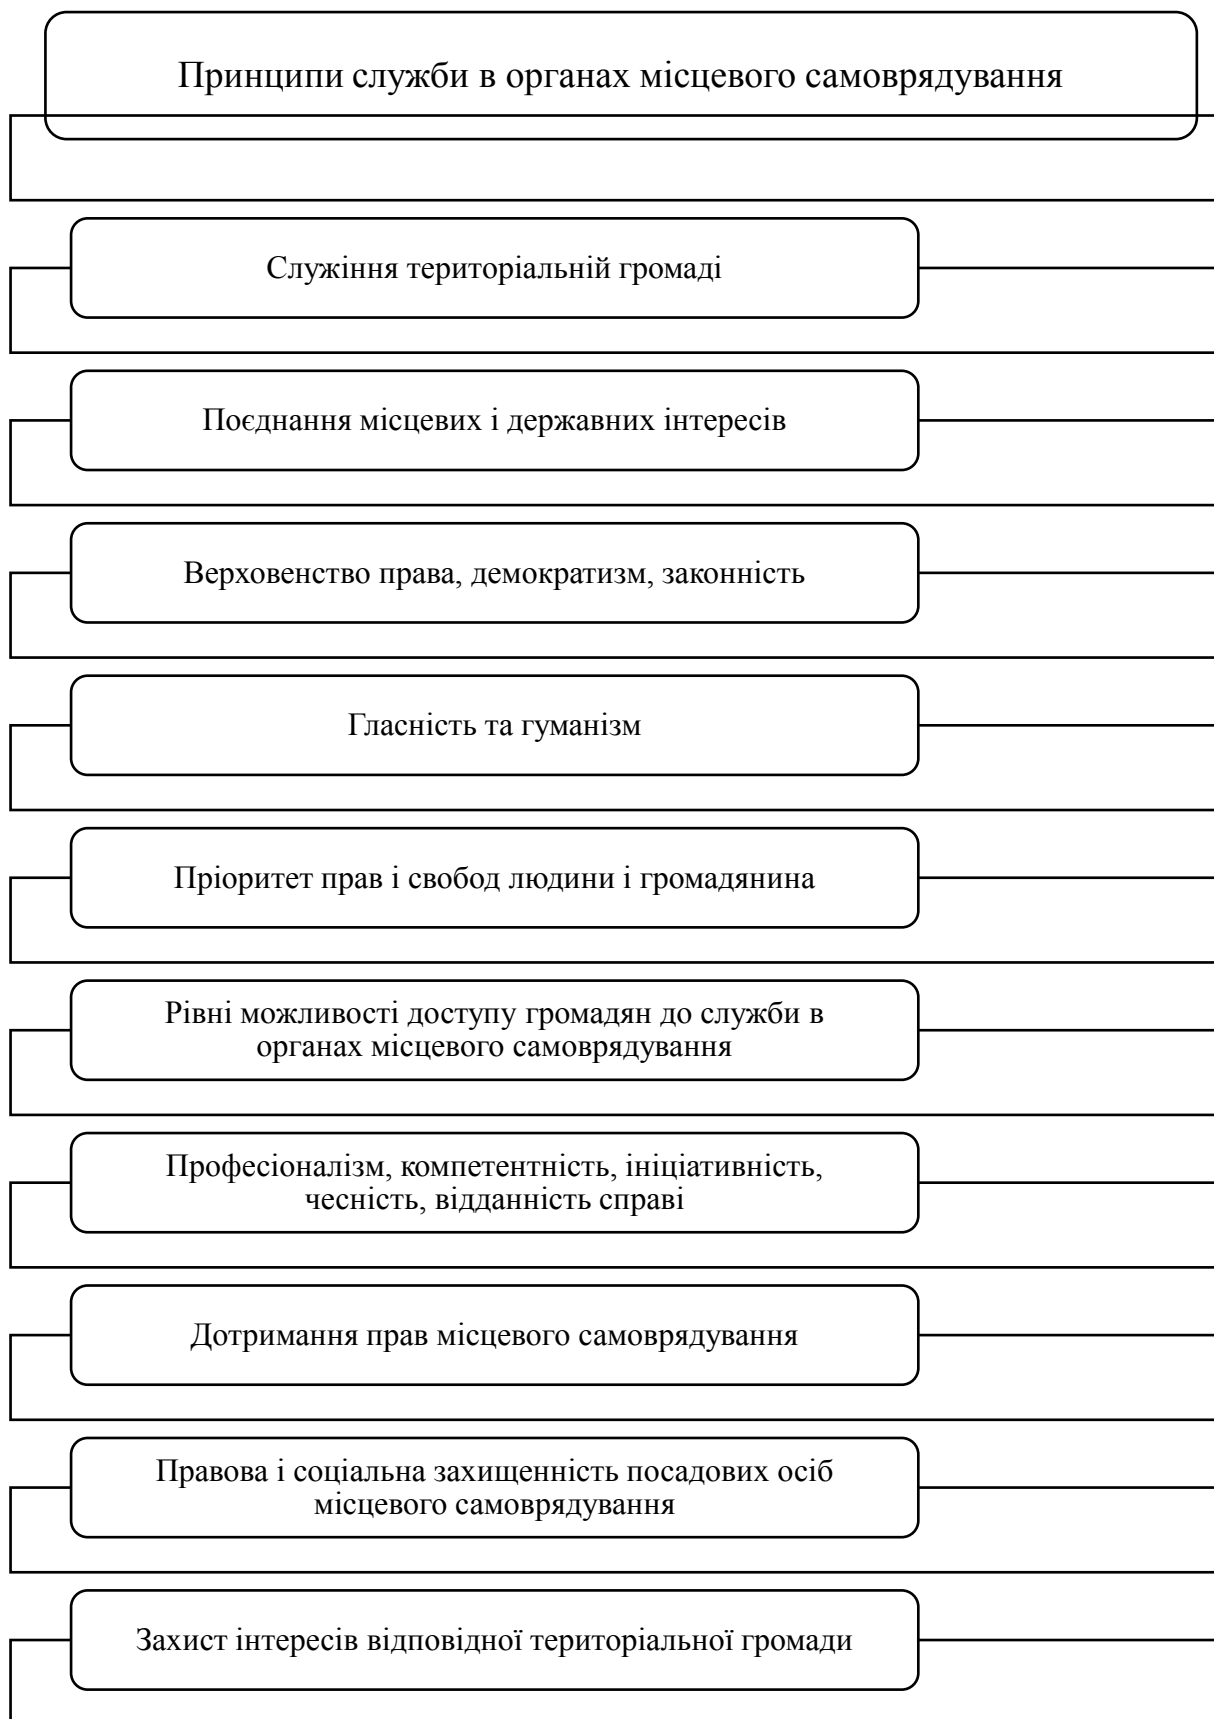 Принципи служби в органах місцевого самоврядування
Служіння територіальній громаді
Поєднання місцевих і державних інтересів
Верховенство права, демократизм, законність
Гласність та гуманізм
Пріоритет прав і свобод людини і громадянина
Рівні можливості доступу громадян до служби в
органах місцевого самоврядування
Професіоналізм, компетентність, ініціативність,
чесність, відданність справі
Дотримання прав місцевого самоврядування
Правова і соціальна захищенність посадових осіб
місцевого самоврядування
Захист інтересів відповідної територіальної громади